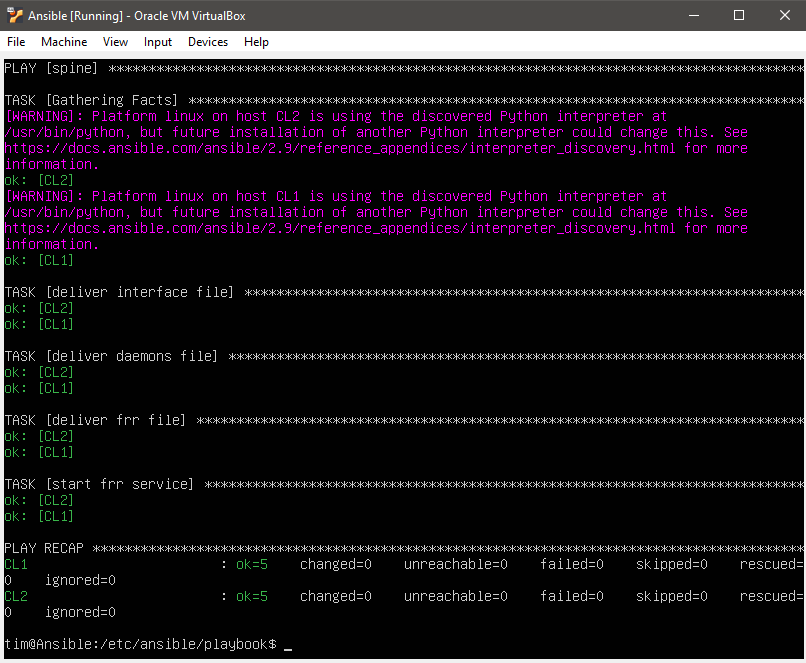 Ansible [Running] - Oracle VM VirtualBox
File Machine View Input Devices Help
PLAY [spine] *************************************************************************************
TASK [Gathering Facts] ***************************************************************************
[WARNING]: Platform linux on host CL2 is using the discovered Python interpreter at
/usr/bin/python, but future installation of another Python interpreter could change this. See
https://docs.ansible.com/ansible/2.9/reference_appendices/interpreter_discovery.html for more
information.
ok: [CL2]
[WARNING]: Platform linux on host CL1 is using the discovered Python interpreter at
/usr/bin/python, but future installation of another Python interpreter could change this. See
https://docs.ansible.com/ansible/2.9/reference_appendices/interpreter_discovery.html for more
information.
ok: [CL1]
TASK [deliver interface file] ********************************************************************
ok: [CL2]
ok: [CL1]
TASK [deliver daemons file] **********************************************************************
ok: [CL2]
ok: [CL1]
TASK [deliver frr file] **************************************************************************
ok: [CL2]
ok: [CL1]
TASK [start frr service] *************************************************************************
ok: [CL2]
ok: [CL1]
PLAY RECAP ***************************************************************************************
CL1                        : ok=5    changed=0    unreachable=0    failed=0    skipped=0    rescued=
0    ignored=0
CL2                        : ok=5    changed=0    unreachable=0    failed=0    skipped=0    rescued=
0    ignored=0
tim@Ansible:/etc/ansible/playbook$ _